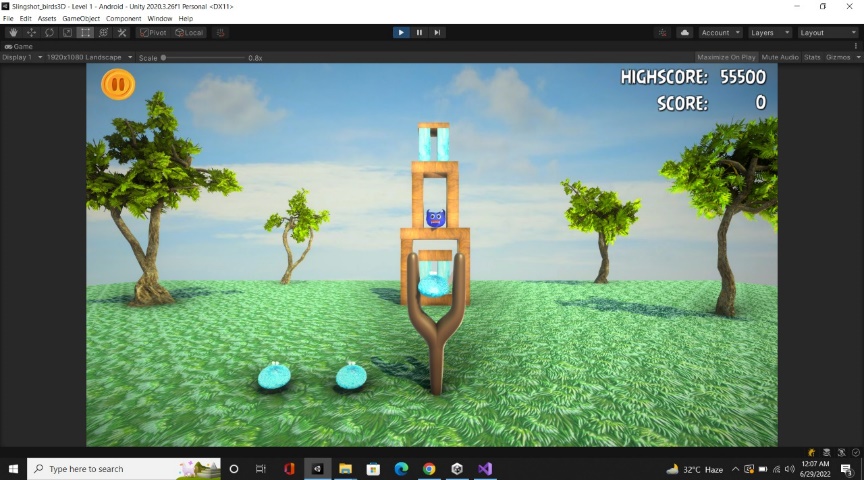 Slingshot_birds3D - Level 1 - Android - Unity 2020.3.26f1 Personal <DX11>
File Edit Assets GameObject Component Window Help
Pivot Local Account Layers Layout
Game
Display 1 1920x1080 Landscape Scale 0.8x Maximize On Play Mute Audio Stats Gizmos
HIGHSCORE: 55500
SCORE: 0
Type here to search
32°C Haze
12:07 AM
6/29/2022